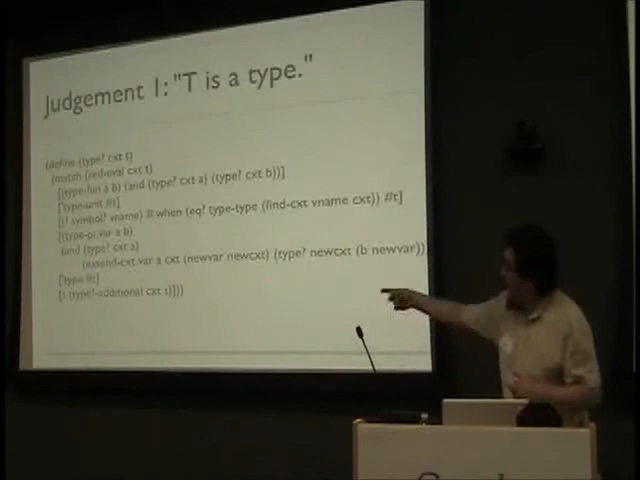 Judgement 1: "T is a type."
(define (type? cxt t)
(match (red-eval cxt t)
[(type-fun a b) (and (type? cxt a) (type? cxt b))]
['type-unit #t]
[(? symbol? vname) #:when (eq? type-type (find-cxt vname cxt)) #t]
[(type-pi var a b)
(and (type? cxt a)
(extend-cxt var a cxt (newvar newcxt) (type? newcxt (b newvar)))
['type #t]
[t (type?-additional cxt t)]))